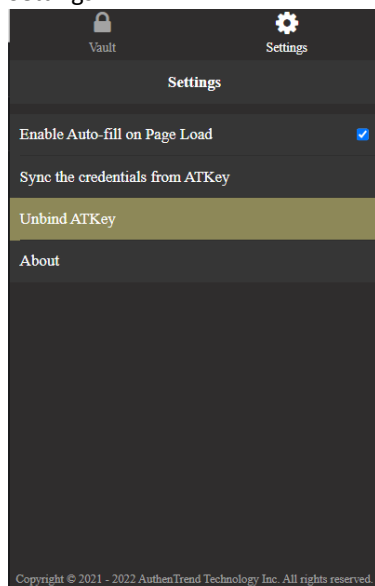 Vault
Settings
Settings
Enable Auto-fill on Page Load
Sync the credentials from ATKey
Unbind ATKey
About
Copyright © 2021 - 2022 AuthenTrend Technology Inc. All rights reserved.